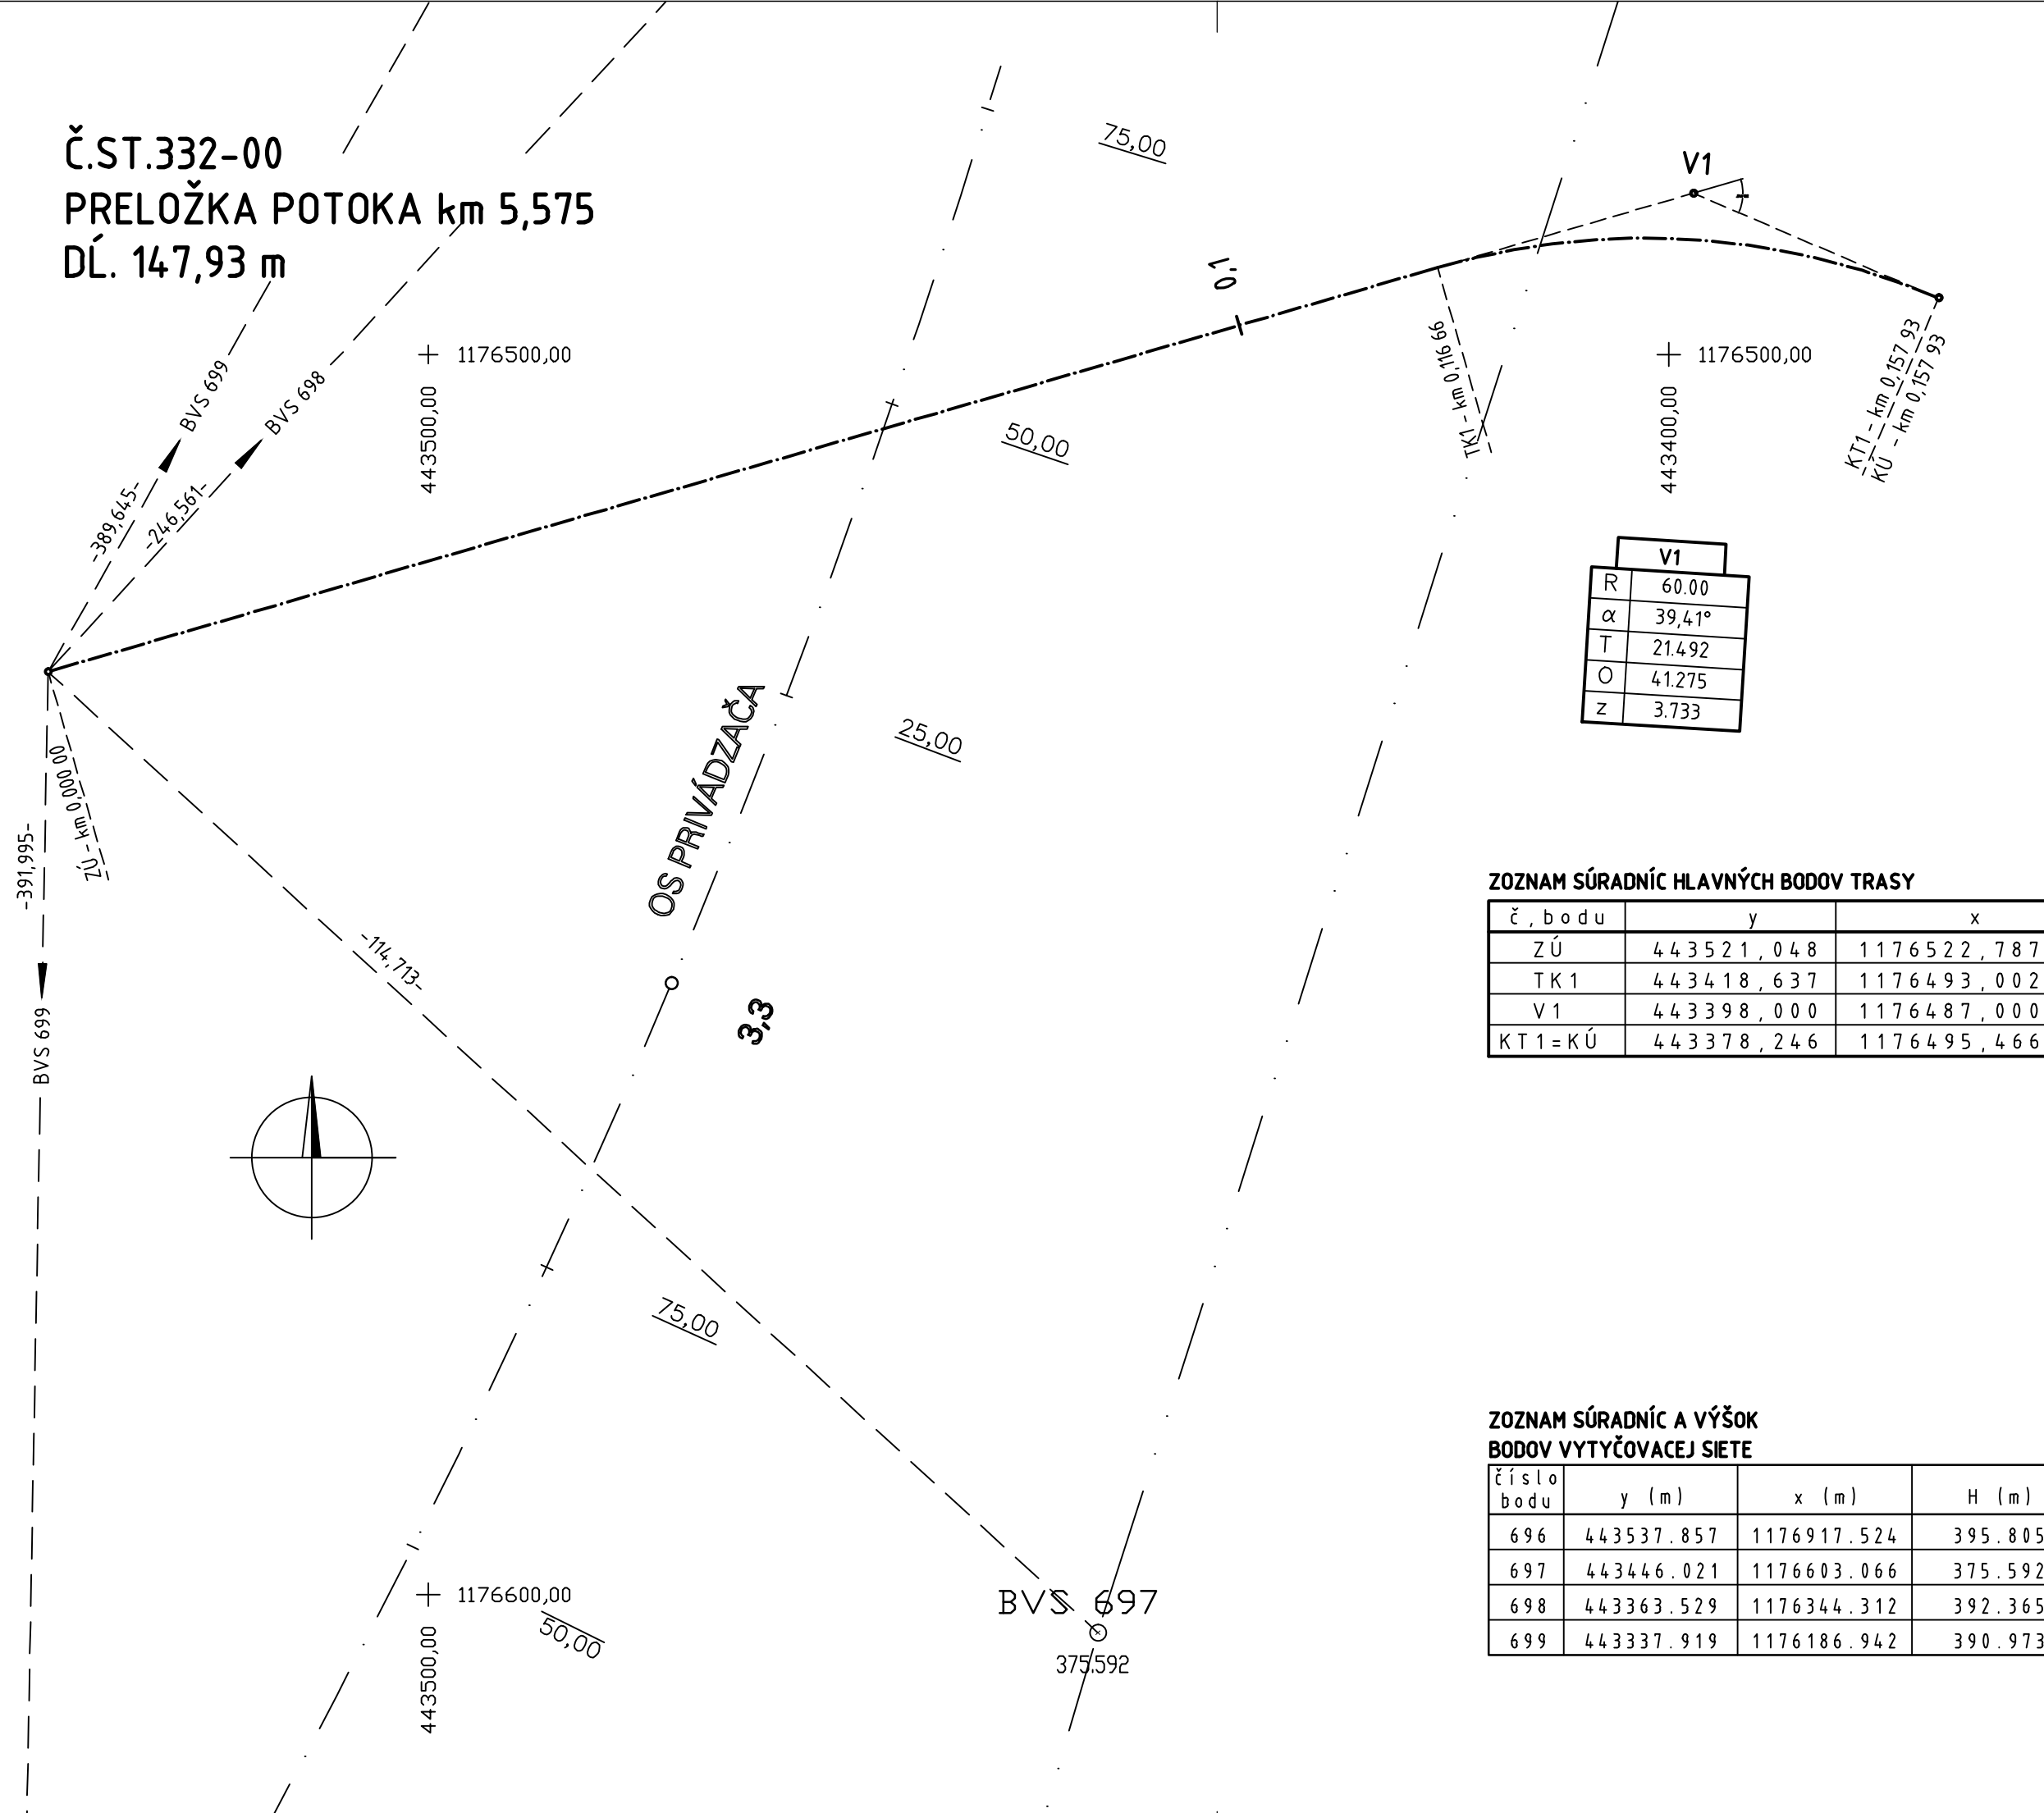 Č.ST.332-00
PRELOŽKA POTOKA km 5,575
DĹ. 147,93 m
75,00
V1
0,1
1176500,00
443500,00
1176500,00
443400,00
BVS 699
BVS 698
-389,645-
-246,561-
50,00
TK1 - km 0,116 66
KT1 - km 0,157 93
KÚ - km 0,157 93
V1
R 60.00
α 39,41°
T 21.492
O 41.275
z 3.733
OS PRIVÁDZAČA
25,00
ZÚ - km 0,000 00
-391,995-
BVS 699
-114,713-
3,3
ZOZNAM SÚRADNÍC HLAVNÝCH BODOV TRASY
č,bodu y x
ZÚ 443521,048 1176522,787
TK1 443418,637 1176493,002
V1 443398,000 1176487,000
KT1=KÚ 443378,246 1176495,466
75,00
ZOZNAM SÚRADNÍC A VÝŠOK
BODOV VYTYČOVACEJ SIETE
číslo
bodu y (m) x (m) H (m)
696 443537.857 1176917.524 395.805
697 443446.021 1176603.066 375.592
698 443363.529 1176344.312 392.365
699 443337.919 1176186.942 390.973
1176600,00
443500,00
50,00
BVS 697
375.592